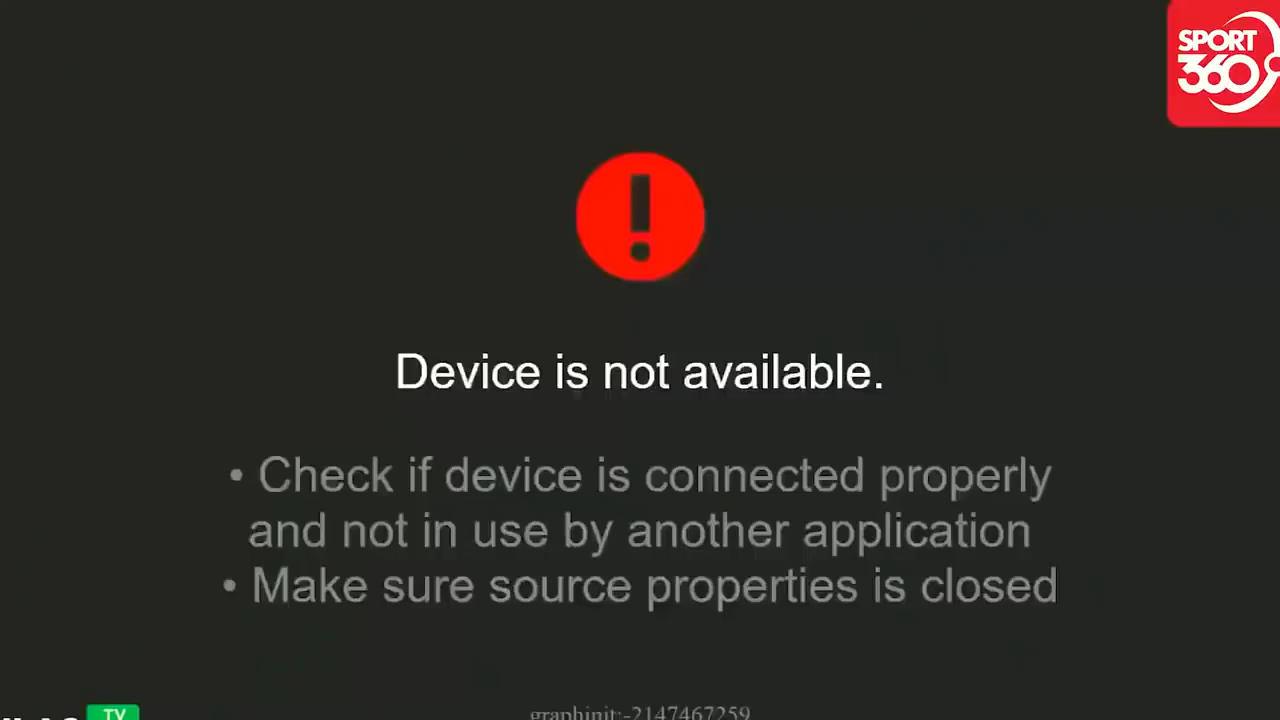 SPORT
360
Device is not available.
• Check if device is connected properly
and not in use by another application
• Make sure source properties is closed
TV
graphinit:-2147467259